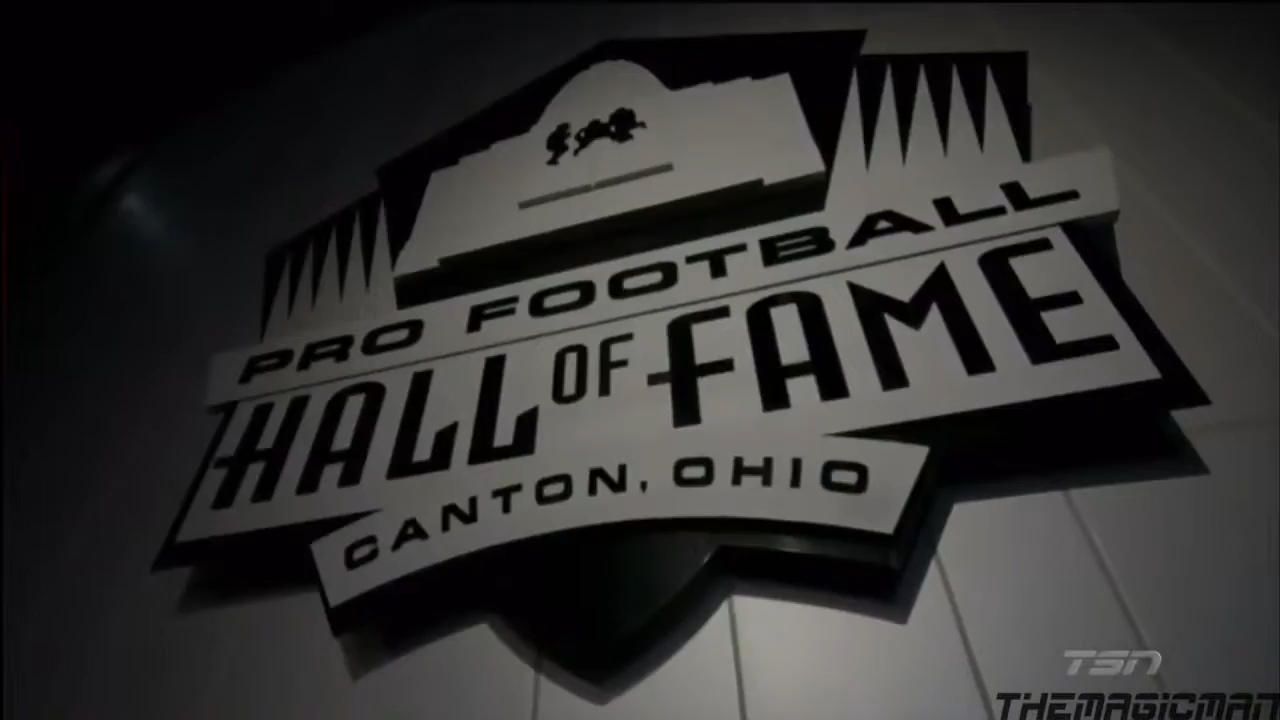 PRO FOOTBALL
HALL OF FAME
CANTON, OHIO
TSN
THEMAGICMAN